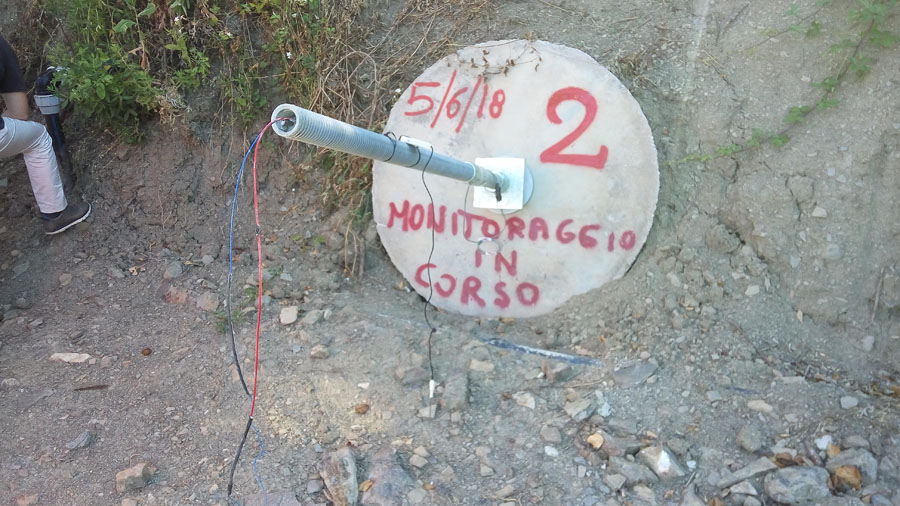 5/6/18 2
MONITORAGGIO
IN
CORSO